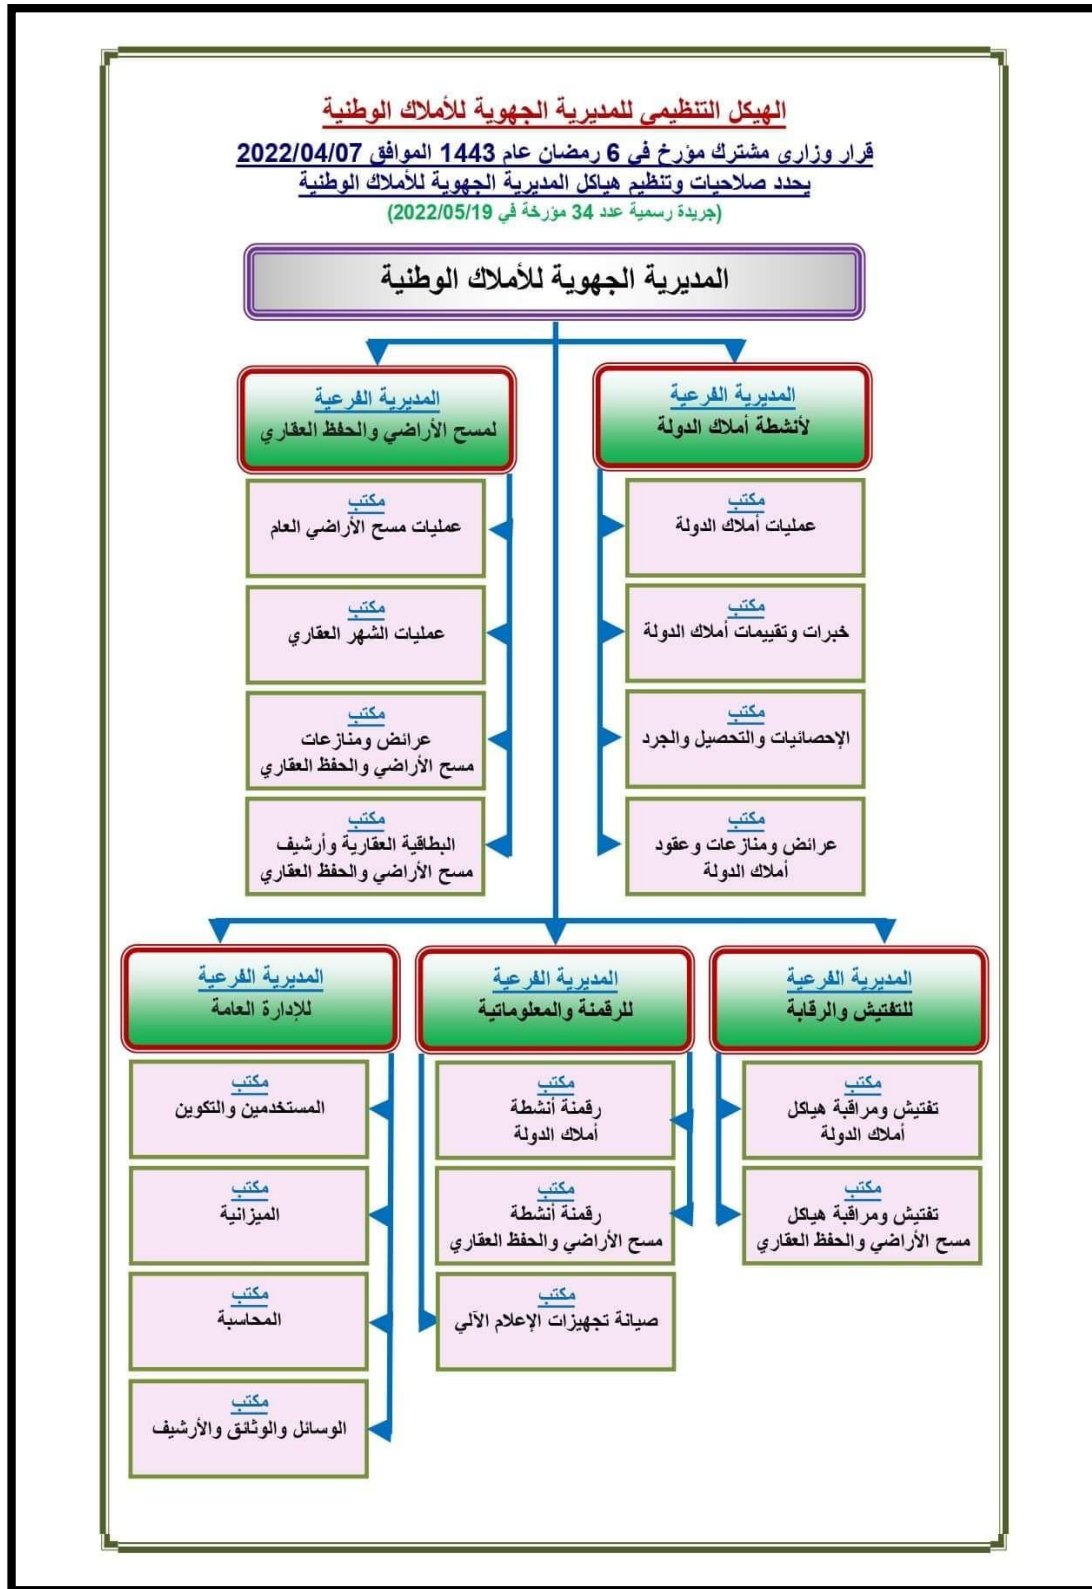 الهيكل التنظيمي للمديرية الجهوية للأملاك الوطنية
قرار وزاري مشترك مؤرخ في 6 رمضان عام 1443 الموافق 2022/04/07
يحدد صلاحيات وتنظيم هياكل المديرية الجهوية للأملاك الوطنية
(جريدة رسمية عدد 34 مؤرخة في 2022/05/19)
المديرية الجهوية للأملاك الوطنية
المديرية الفرعية
لأنشطة أملاك الدولة
مكتب
عمليات أملاك الدولة
مكتب
خبرات وتقييمات أملاك الدولة
مكتب
الإحصائيات والتحصيل والجرد
مكتب
عرائض ومنازعات وعقود
أملاك الدولة
المديرية الفرعية
لمسح الأراضي والحفظ العقاري
مكتب
عمليات مسح الأراضي العام
مكتب
عمليات الشهر العقاري
مكتب
عرائض ومنازعات
مسح الأراضي والحفظ العقاري
مكتب
البطاقية العقارية وأرشيف
مسح الأراضي والحفظ العقاري
المديرية الفرعية
للتفتيش والرقابة
مكتب
تفتيش ومراقبة هياكل
أملاك الدولة
مكتب
تفتيش ومراقبة هياكل
مسح الأراضي والحفظ العقاري
المديرية الفرعية
للرقمنة والمعلوماتية
مكتب
رقمنة أنشطة
أملاك الدولة
مكتب
رقمنة أنشطة
مسح الأراضي والحفظ العقاري
مكتب
صيانة تجهيزات الإعلام الآلي
المديرية الفرعية
للإدارة العامة
مكتب
المستخدمين والتكوين
مكتب
الميزانية
مكتب
المحاسبة
مكتب
الوسائل والوثائق والأرشيف